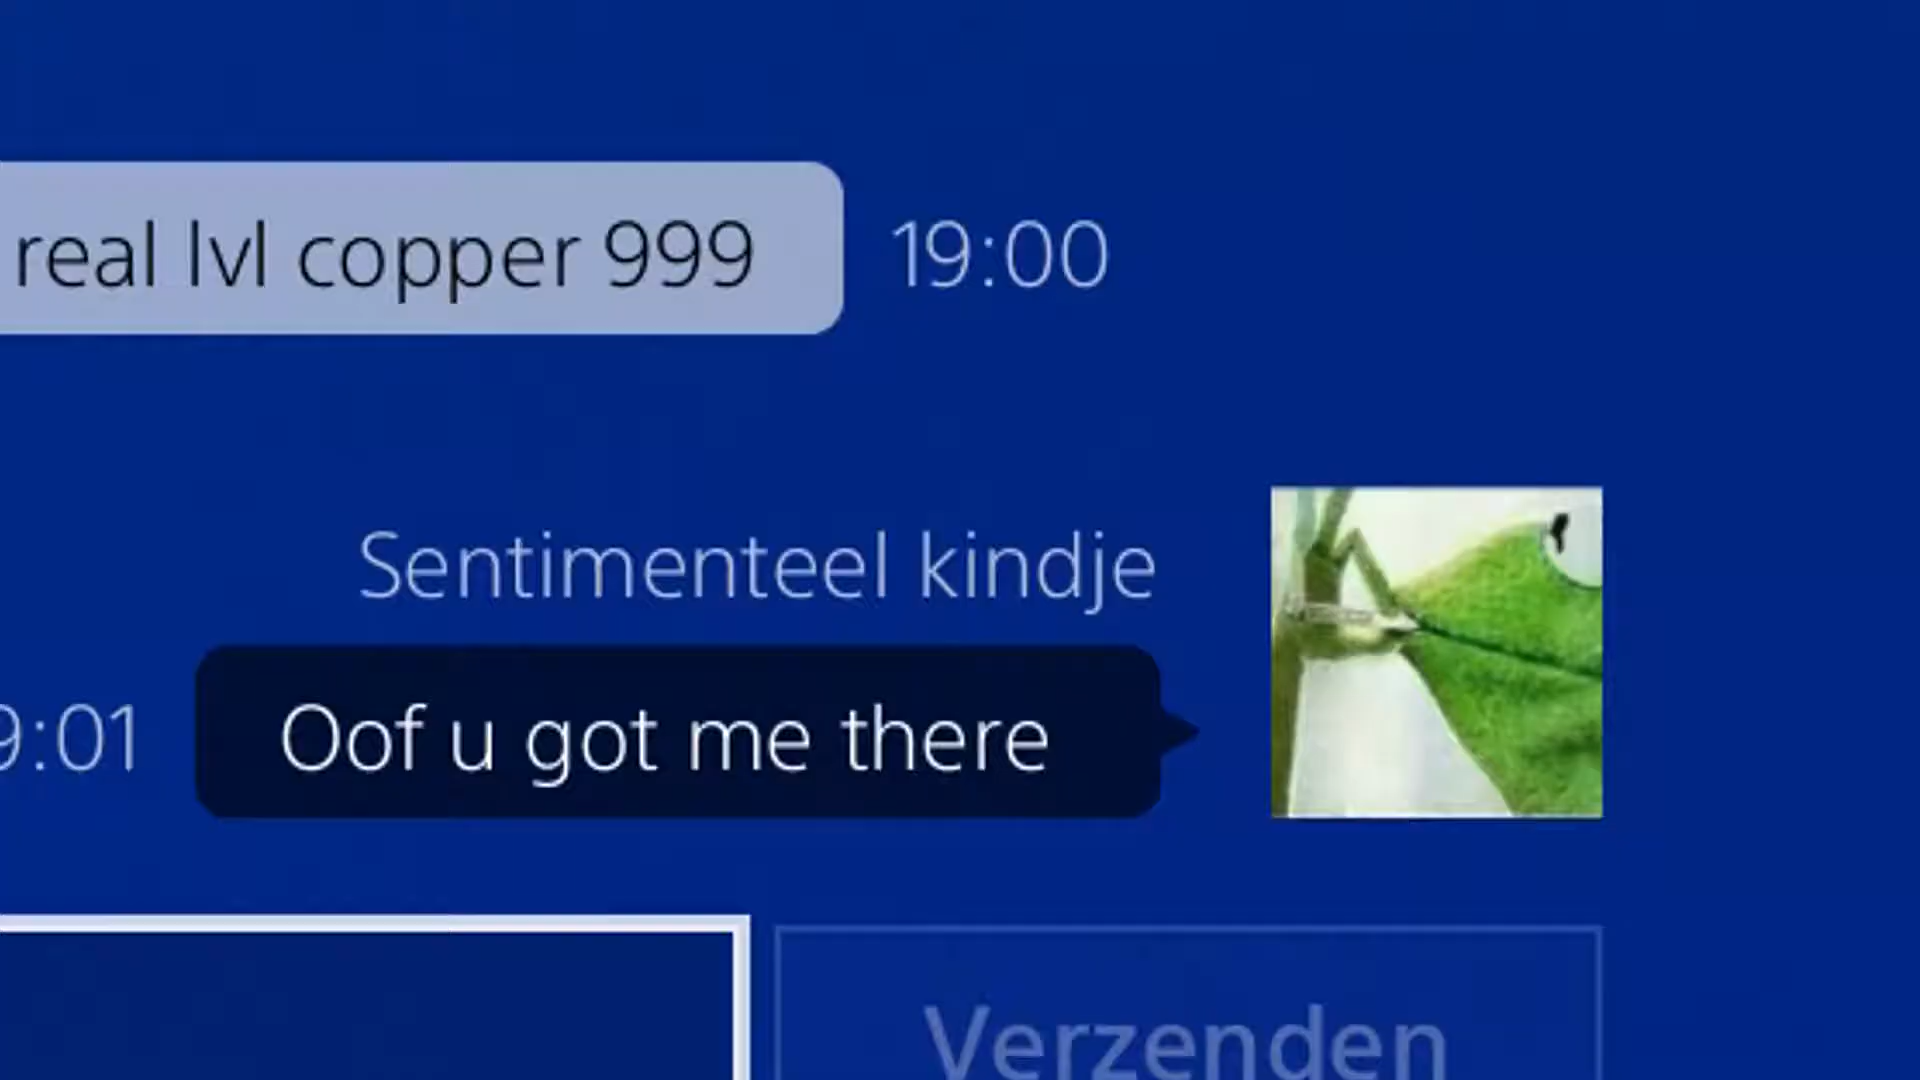 real lvl copper 999 19:00
Sentimenteel kindje
9:01 Oof u got me there
Verzenden